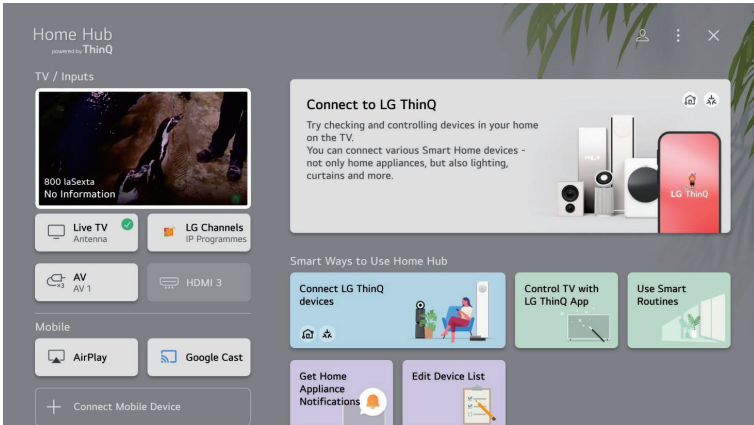 Home Hub
powered by ThinQ
TV / Inputs
800 laSexta
No Information
Live TV
Antenna
LG Channels
IP Programmes
x3
AV
AV 1
HDMI 3
Mobile
AirPlay
Google Cast
Connect Mobile Device
Connect to LG ThinQ
Try checking and controlling devices in your home
on the TV.
You can connect various Smart Home devices -
not only home appliances, but also lighting,
curtains and more.
LG ThinQ
Smart Ways to Use Home Hub
Connect LG ThinQ
devices
Control TV with
LG ThinQ App
Use Smart
Routines
Get Home
Appliance
Notifications
Edit Device List